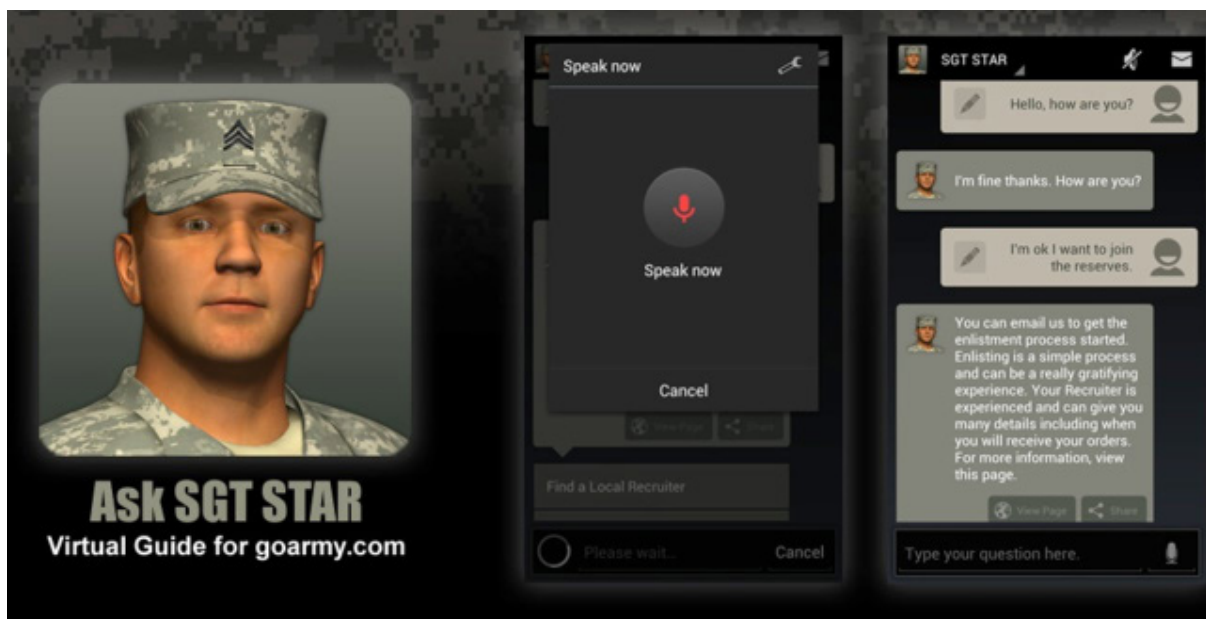 Ask SGT STAR
Virtual Guide for goarmy.com
Speak now
Speak now
Cancel
View Page
Share
Find a Local Recruiter
Please wait...
Cancel
SGT STAR
Hello, how are you?
I'm fine thanks. How are you?
I'm ok I want to join
the reserves.
You can email us to get the
enlistment process started.
Enlisting is a simple process
and can be a really gratifying
experience. Your Recruiter is
experienced and can give you
many details including when
you will receive your orders.
For more information, view
this page.
View Page
Share
Type your question here.